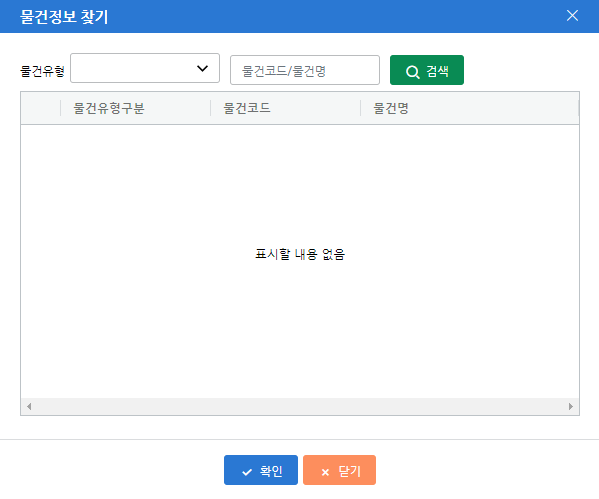 물건정보 찾기
물건유형 물건코드/물건명 검색
물건유형구분 물건코드 물건명
표시할 내용 없음
확인 닫기